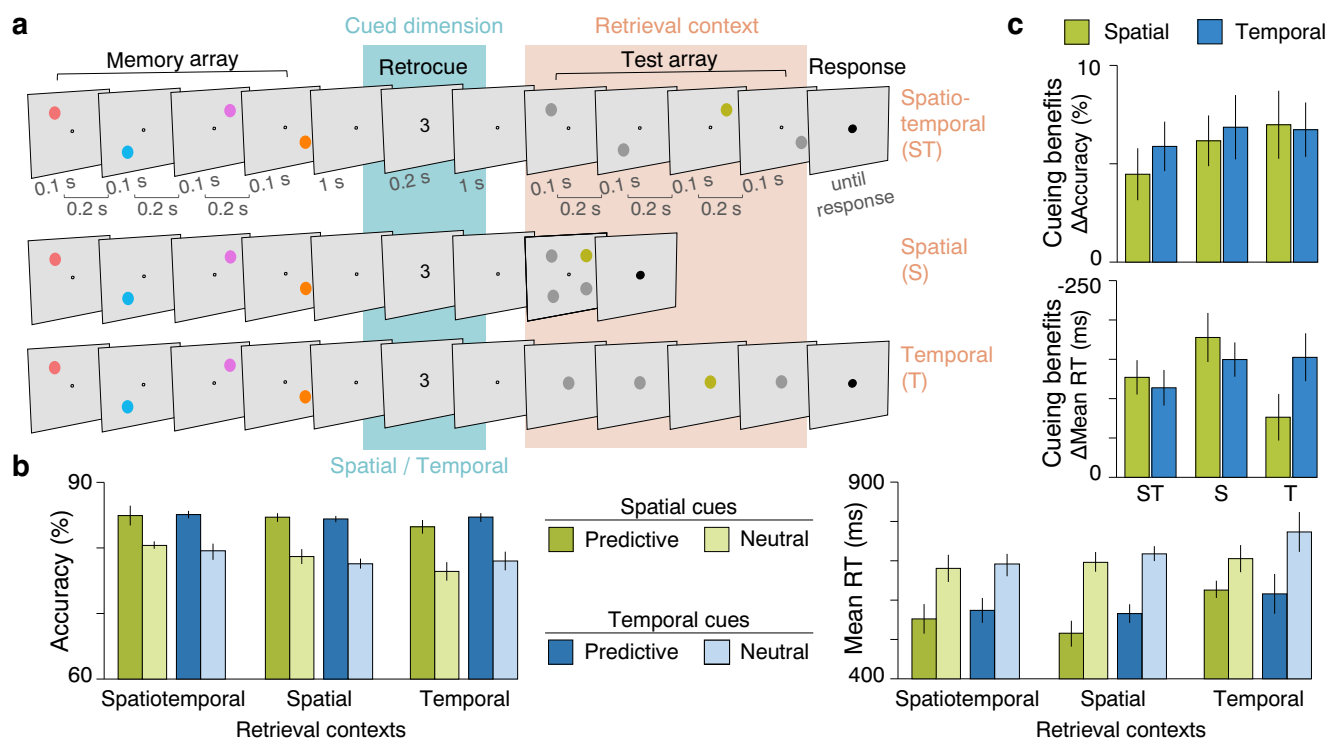 a
Cued dimension
Retrieval context
Memory array
Retrocue
Test array
Response
3
Spatio-
temporal
(ST)
0.1 s
0.1 s
0.1 s
0.1 s
1 s
0.2 s
1 s
0.1 s
0.1 s
0.1 s
0.1 s
until
response
0.2 s
0.2 s
0.2 s
0.2 s
0.2 s
0.2 s
3
Spatial
(S)
3
Temporal
(T)
Spatial / Temporal
b
90
Accuracy (%)
60
Spatiotemporal
Spatial
Temporal
Retrieval contexts
Spatial cues
Predictive
Neutral
Temporal cues
Predictive
Neutral
900
Mean RT (ms)
400
Spatiotemporal
Spatial
Temporal
Retrieval contexts
c
Spatial
Temporal
10
Cueing benefits
ΔAccuracy (%)
0
-250
Cueing benefits
ΔMean RT (ms)
0
ST
S
T